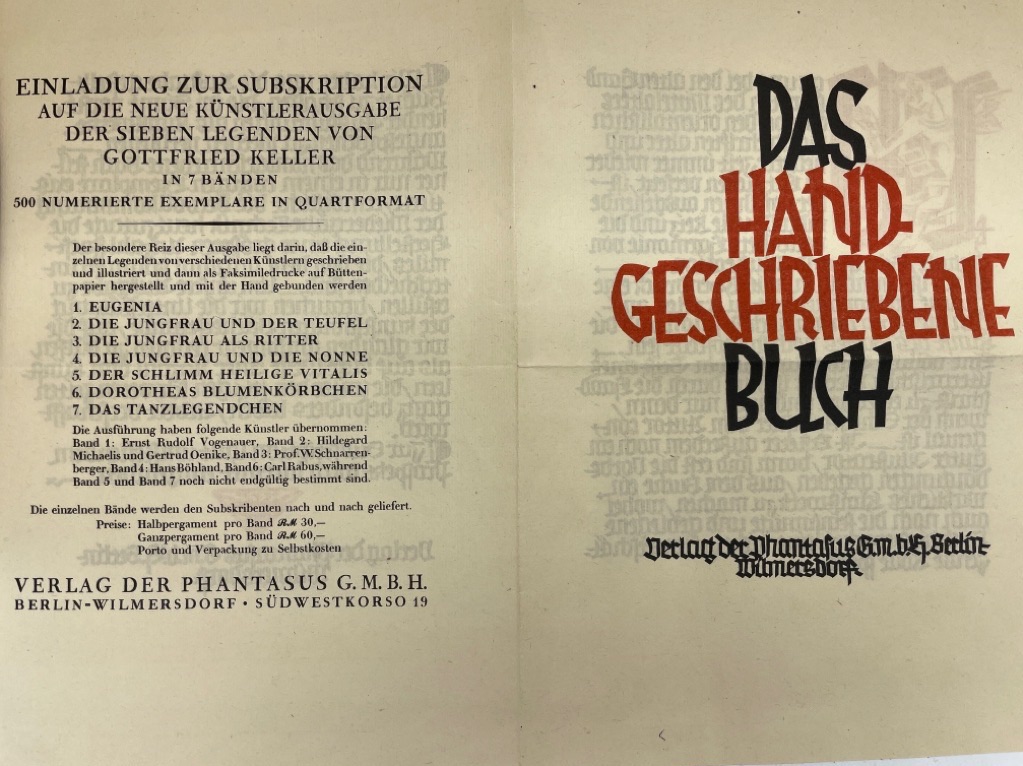 EINLADUNG ZUR SUBSKRIPTION
AUF DIE NEUE KÜNSTLERAUSGABE
DER SIEBEN LEGENDEN VON
GOTTFRIED KELLER
IN 7 BÄNDEN
500 NUMERIERTE EXEMPLARE IN QUARTFORMAT
Der besondere Reiz dieser Ausgabe liegt darin, daß die ein-
zelnen Legenden von verschiedenen Künstlern geschrieben
und illustriert und dann als Faksimiledrucke auf Bütten-
papier hergestellt und mit der Hand gebunden werden
1. EUGENIA
2. DIE JUNGFRAU UND DER TEUFEL
3. DIE JUNGFRAU ALS RITTER
4. DIE JUNGFRAU UND DIE NONNE
5. DER SCHLIMM HEILIGE VITALIS
6. DOROTHEAS BLUMENKÖRBCHEN
7. DAS TANZLEGENDCHEN
Die Ausführung haben folgende Künstler übernommen:
Band 1: Ernst Rudolf Vogenauer, Band 2: Hildegard
Michaelis und Gertrud Oenike, Band 3: Prof. W. Schnarren-
berger, Band 4: Hans Böhland, Band 6: Carl Rabus, während
Band 5 und Band 7 noch nicht endgültig bestimmt sind.
Die einzelnen Bände werden den Subskribenten nach und nach geliefert.
Preise: Halbpergament pro Band RM 30,—
Ganzpergament pro Band RM 60,—
Porto und Verpackung zu Selbstkosten
VERLAG DER PHANTASUS G. M. B. H.
BERLIN-WILMERSDORF • SÜDWESTKORSO 19
DAS
HAND-
GESCHRIEBENE
BUCH
Verlag der Phantasus G.m.b.H. Berlin-
Wilmersdorf.